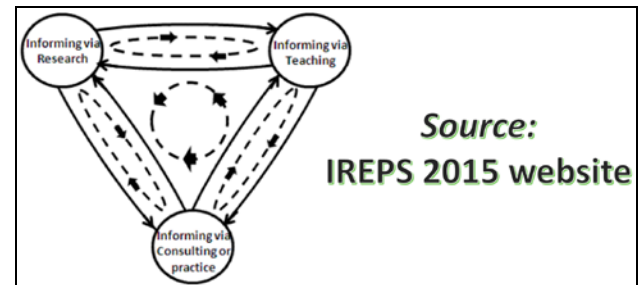 Informing via
Research
Informing via
Teaching
Informing via
Consulting or
practice
Source:
IREPS 2015 website